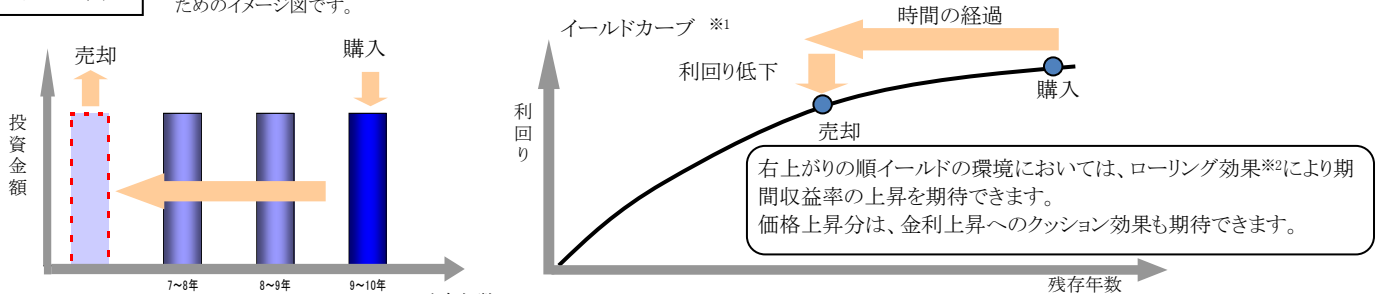 ためのイメージ図です。
売却
購入
投資金額
7~8年
8~9年
9~10年
イールドカーブ ※1
時間の経過
利回り低下
購入
売却
利回り
右上がりの順イールドの環境においては、ローリング効果※2により期
間収益率の上昇を期待できます。
価格上昇分は、金利上昇へのクッション効果も期待できます。
残存年数